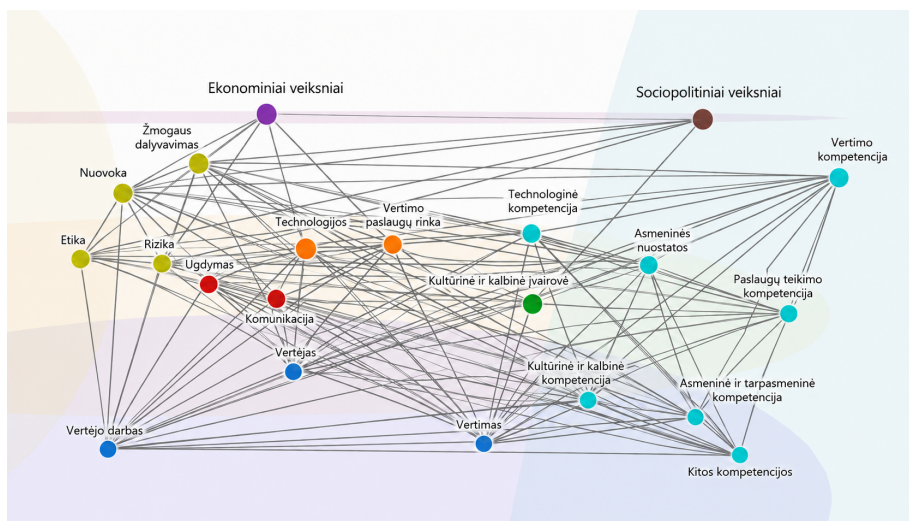 Ekonominiai veiksniai
Sociopolitiniai veiksniai
Žmogaus
dalyvavimas
Vertimo
kompetencija
Nuovoka
Technologinė
kompetencija
Vertimo
paslaugų rinka
Technologijos
Asmeninės
nuostatos
Etika
Rizika
Ugdymas
Kultūrinė ir kalbinė įvairovė
Paslaugų teikimo
kompetencija
Komunikacija
Vertėjas
Kultūrinė ir kalbinė
kompetencija
Asmeninė ir tarpasmeninė
kompetencija
Vertėjo darbas
Vertimas
Kitos kompetencijos